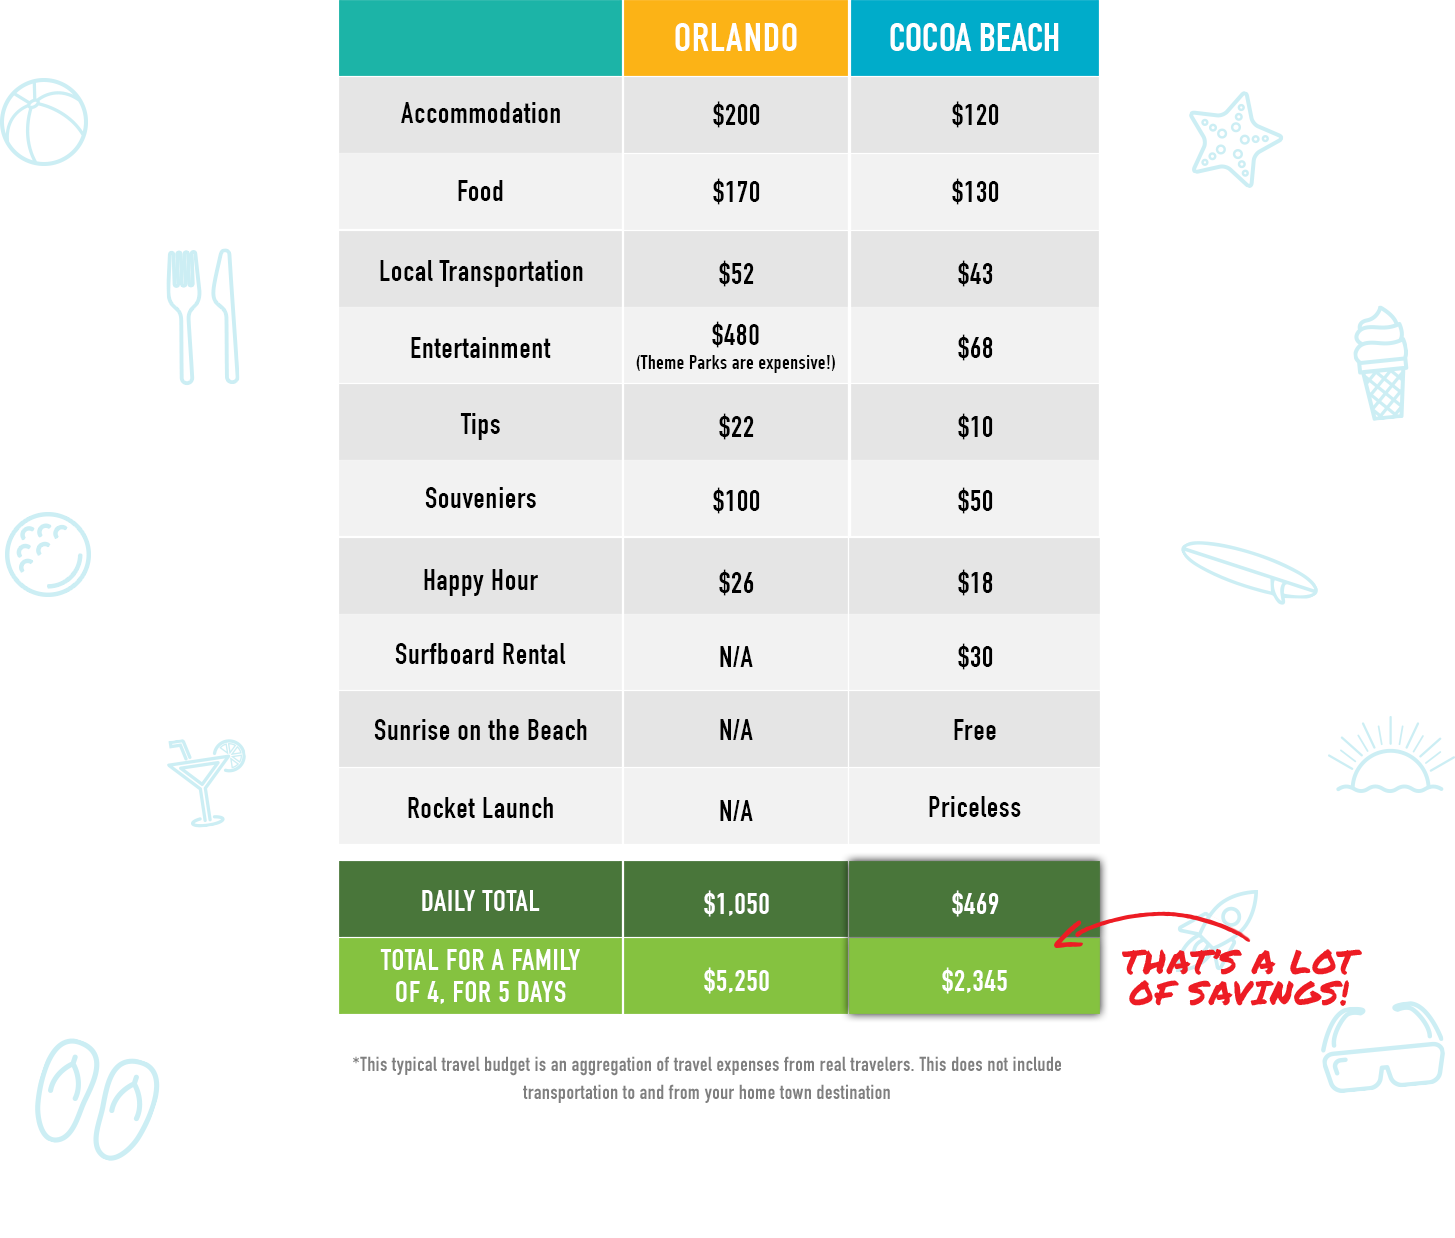 ORLANDO COCOA BEACH
Accommodation $200 $120
Food $170 $130
Local Transportation $52 $43
Entertainment $480 $68
(Theme Parks are expensive!)
Tips $22 $10
Souveniers $100 $50
Happy Hour $26 $18
Surfboard Rental N/A $30
Sunrise on the Beach N/A Free
Rocket Launch N/A Priceless
DAILY TOTAL $1,050 $469
TOTAL FOR A FAMILY
OF 4, FOR 5 DAYS $5,250 $2,345
THAT'S A LOT
OF SAVINGS!
*This typical travel budget is an aggregation of travel expenses from real travelers. This does not include
transportation to and from your home town destination